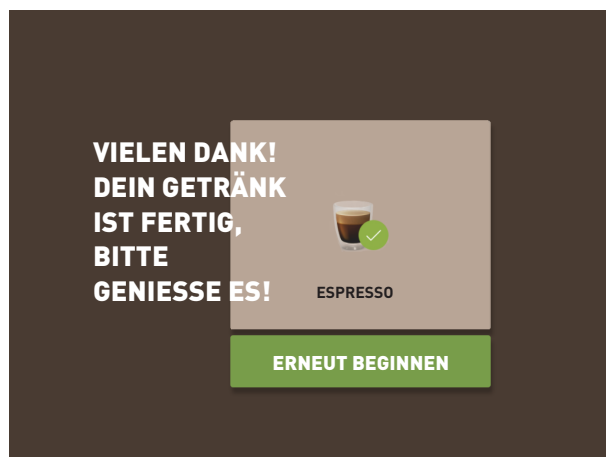 VIELEN DANK!
DEIN GETRÄNK
IST FERTIG,
BITTE
GENIESSE ES!
ESPRESSO
ERNEUT BEGINNEN